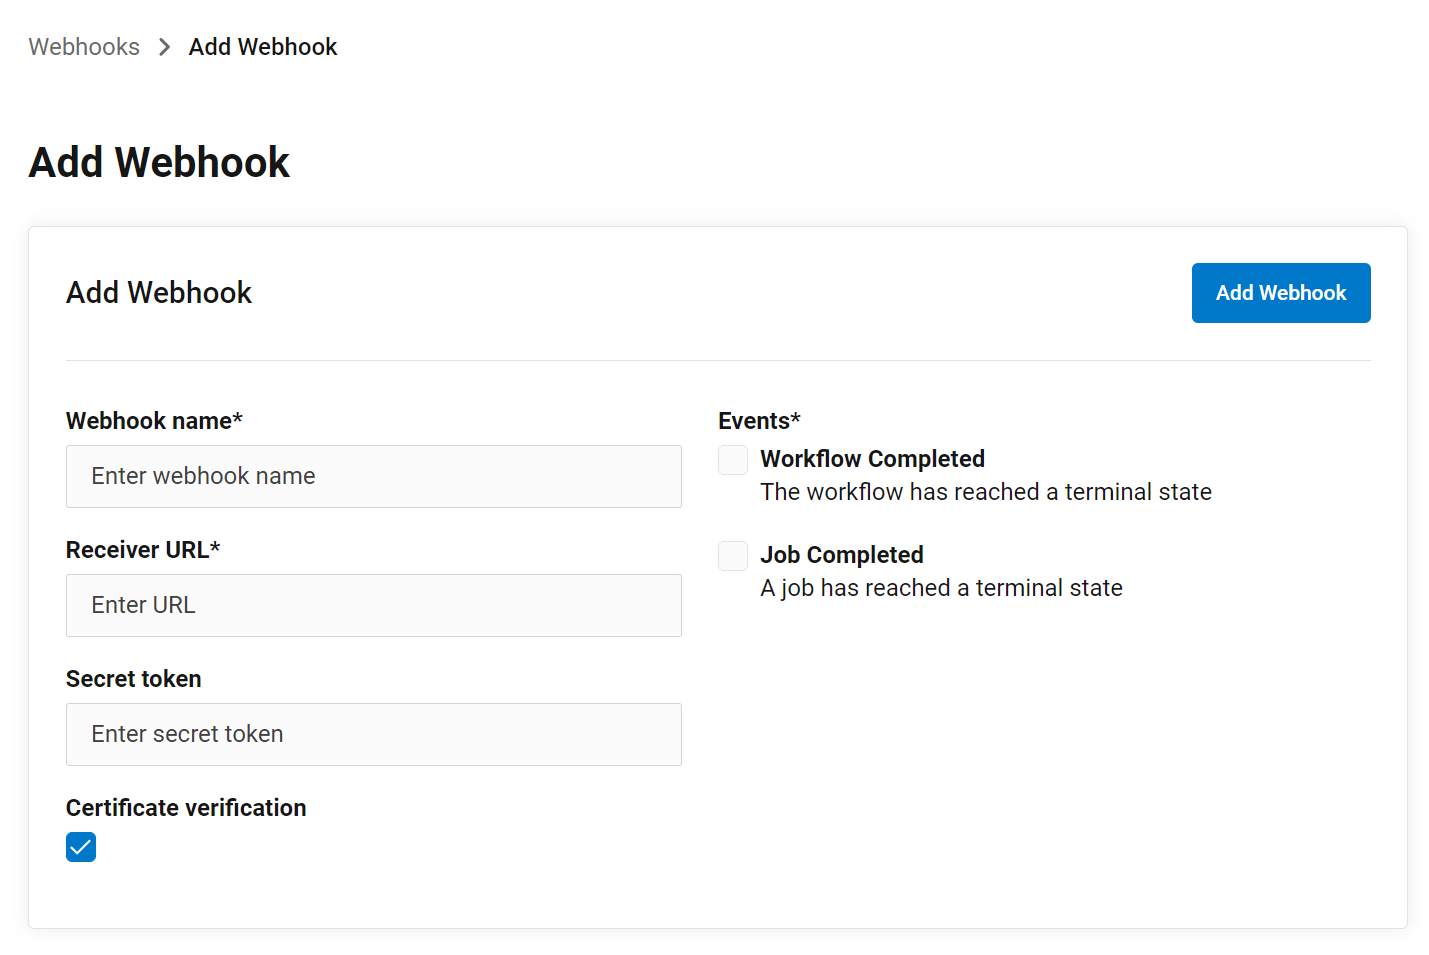 Webhooks > Add Webhook
Add Webhook
Add Webhook
Add Webhook
Webhook name*
Enter webhook name
Receiver URL*
Enter URL
Secret token
Enter secret token
Certificate verification
Events*
Workflow Completed
The workflow has reached a terminal state
Job Completed
A job has reached a terminal state